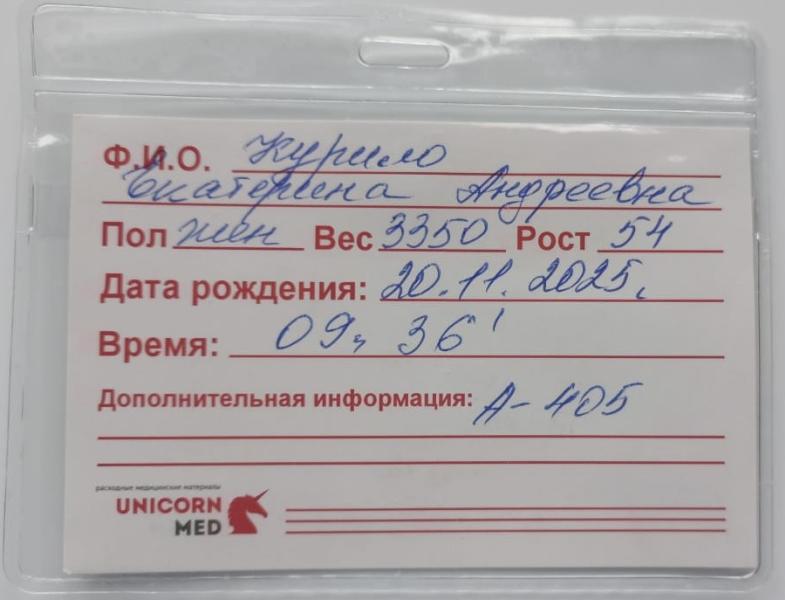 Ф.И.О. Курило
Екатерина Андреевна
Пол жен Вес 3350 Рост 54
Дата рождения: 20.11.2025г.
Время: 09ч 36'
Дополнительная информация: А-405
расходные медицинские материалы
UNICORN
MED